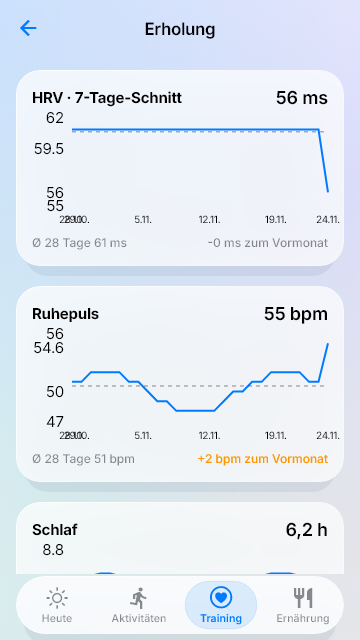 Erholung
HRV · 7-Tage-Schnitt 56 ms
62
59.5
56
55
5.11. 12.11. 19.11. 24.11.
Ø 28 Tage 61 ms -0 ms zum Vormonat
Ruhepuls 55 bpm
56
54.6
50
47
5.11. 12.11. 19.11. 24.11.
Ø 28 Tage 51 bpm +2 bpm zum Vormonat
Schlaf 6,2 h
8.8
Heute Aktivitäten Training Ernährung